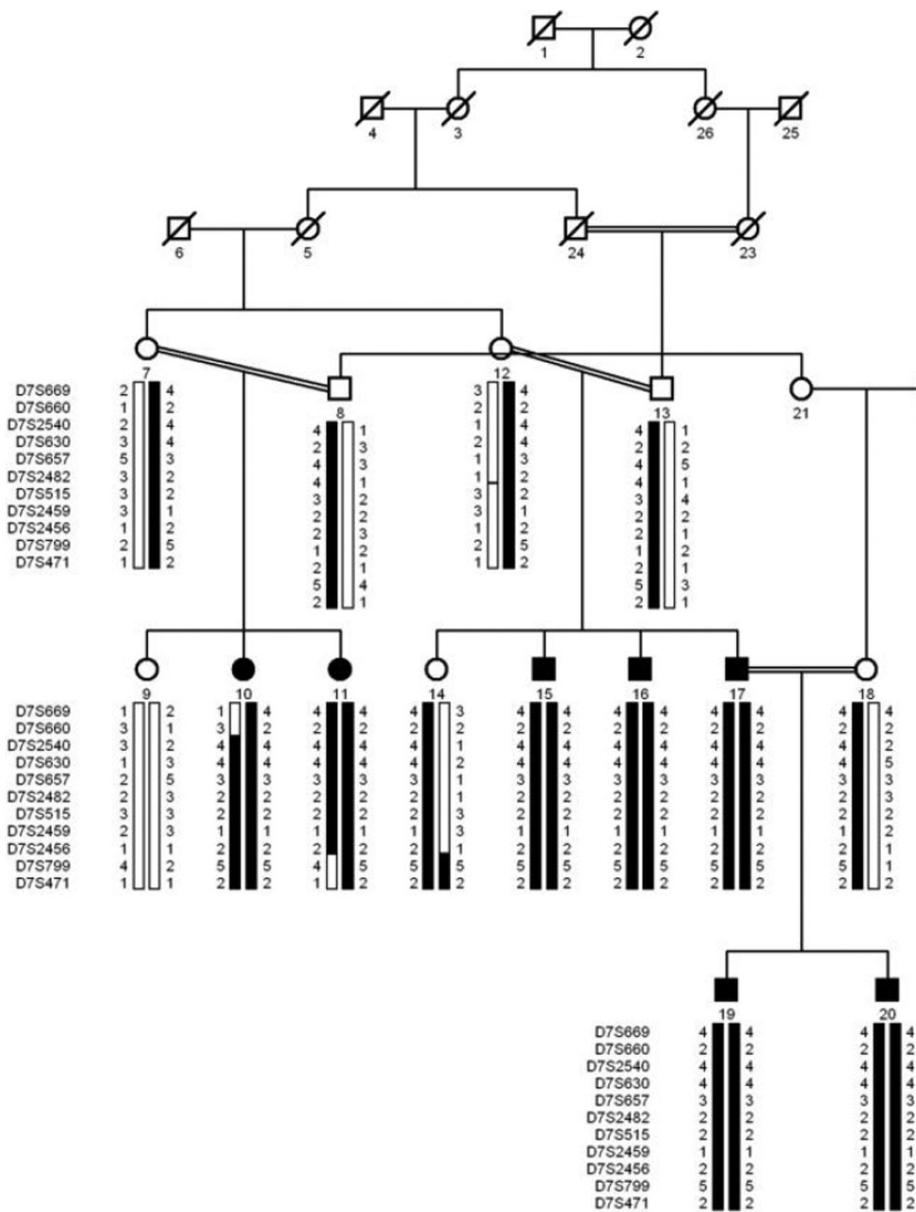 1 2
4 3 26 25
6 5 24 23
7 12 21
8 13
D7S669 2 4 3 4
D7S660 1 2 2 2
D7S2540 2 4 1 4
D7S630 3 4 2 4
D7S657 5 3 1 3
D7S2482 3 2 1 2
D7S515 3 2 3 2
D7S2459 3 1 3 1
D7S2456 1 2 1 2
D7S799 2 5 2 5
D7S471 1 2 1 2
4 1 4 1
2 3 2 2
4 3 4 5
4 1 4 1
3 2 3 4
2 2 2 2
2 3 2 1
1 2 1 2
2 1 2 1
5 4 5 3
2 1 2 1
9 10 11 14 15 16 17 18
D7S669 1 2 1 4 4 4 4 3 4 4 4 4 4 4 4 4
D7S660 3 1 3 2 2 2 2 2 2 2 2 2 2 2 2 2
D7S2540 3 2 4 4 4 4 4 1 4 4 4 4 4 4 4 2
D7S630 1 3 4 4 4 4 4 2 4 4 4 4 4 4 4 5
D7S657 2 5 3 3 3 3 3 1 3 3 3 3 3 3 3 3
D7S2482 2 3 2 2 2 2 2 1 2 2 2 2 2 2 2 3
D7S515 3 3 2 2 2 2 2 3 2 2 2 2 2 2 2 2
D7S2459 2 3 1 1 1 1 1 3 1 1 1 1 1 1 1 2
D7S2456 1 1 2 2 2 2 2 1 2 2 2 2 2 2 2 1
D7S799 4 2 5 5 4 5 5 5 5 5 5 5 5 5 5 1
D7S471 1 1 2 2 1 2 2 2 2 2 2 2 2 2 2 2
19 20
D7S669 4 4 4 4
D7S660 2 2 2 2
D7S2540 4 4 4 4
D7S630 4 4 4 4
D7S657 3 3 3 3
D7S2482 2 2 2 2
D7S515 2 2 2 2
D7S2459 1 1 1 1
D7S2456 2 2 2 2
D7S799 5 5 5 5
D7S471 2 2 2 2